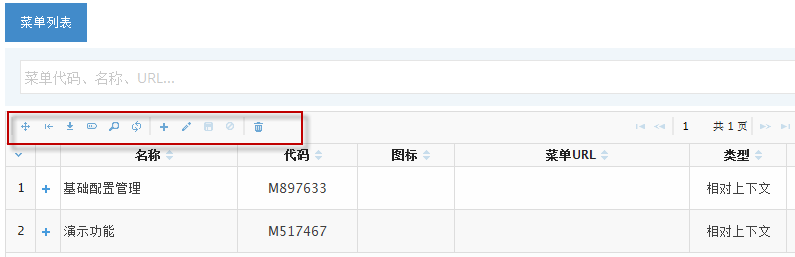 菜单列表
菜单代码、名称、URL...
1 共 1 页
名称 代码 图标 菜单URL 类型
1 基础配置管理 M897633 相对上下文
2 演示功能 M517467 相对上下文